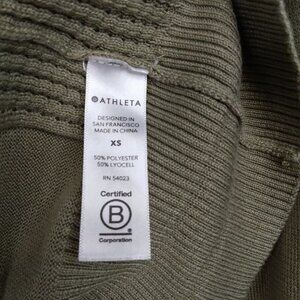 ATHLETA
DESIGNED IN
SAN FRANCISCO
MADE IN CHINA
XS
50% POLYESTER
50% LYOCELL
RN 54023
Certified
B
Corporation